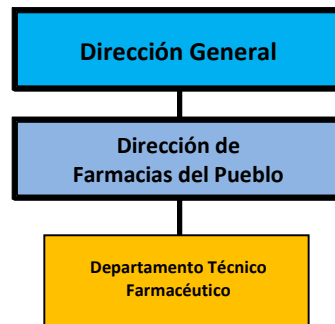 Dirección General
Dirección de
Farmacias del Pueblo
Departamento Técnico
Farmacéutico